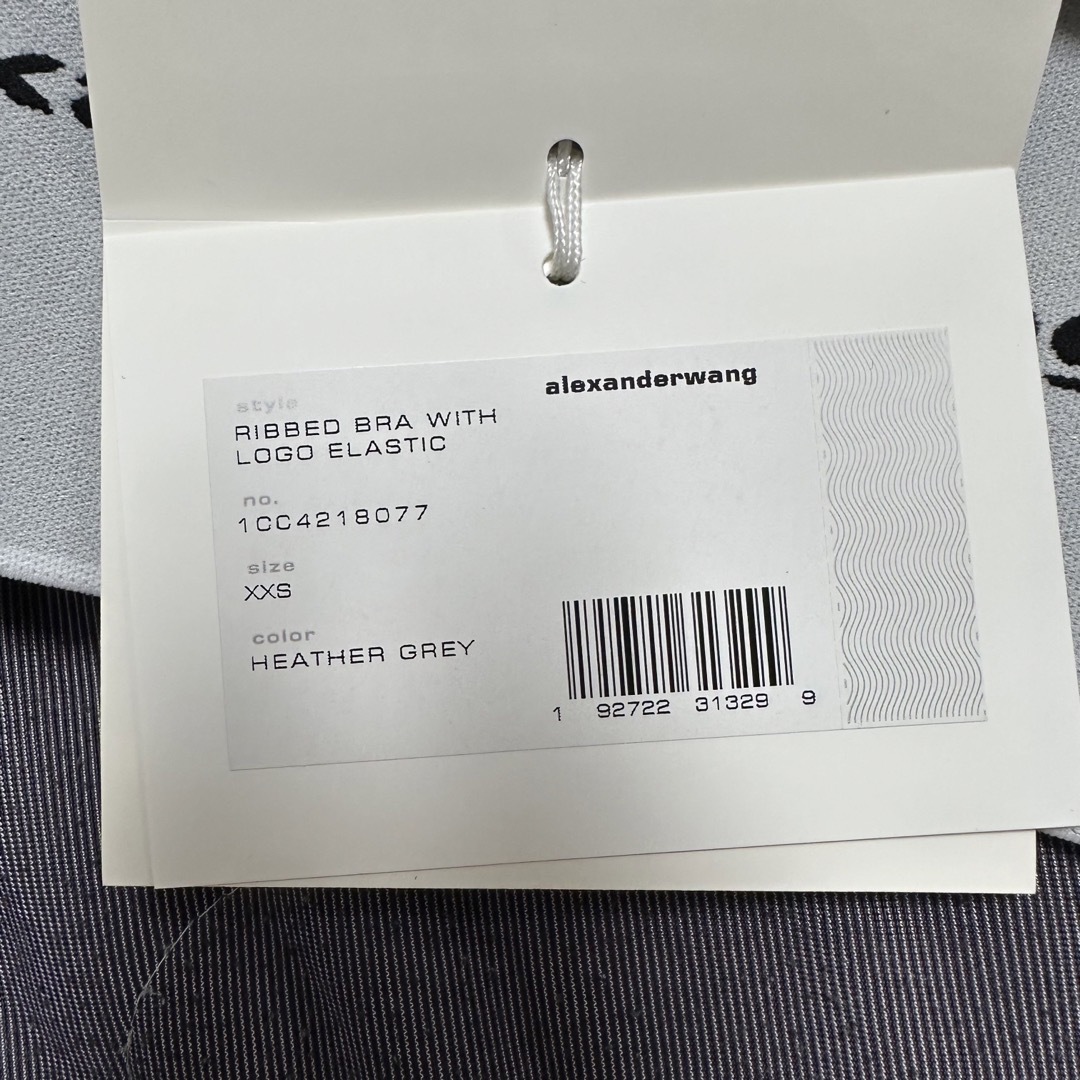 alexanderwang
style
RIBBED BRA WITH
LOGO ELASTIC
no.
1CC4218077
size
XXS
color
HEATHER GREY
1 92722 31329 9